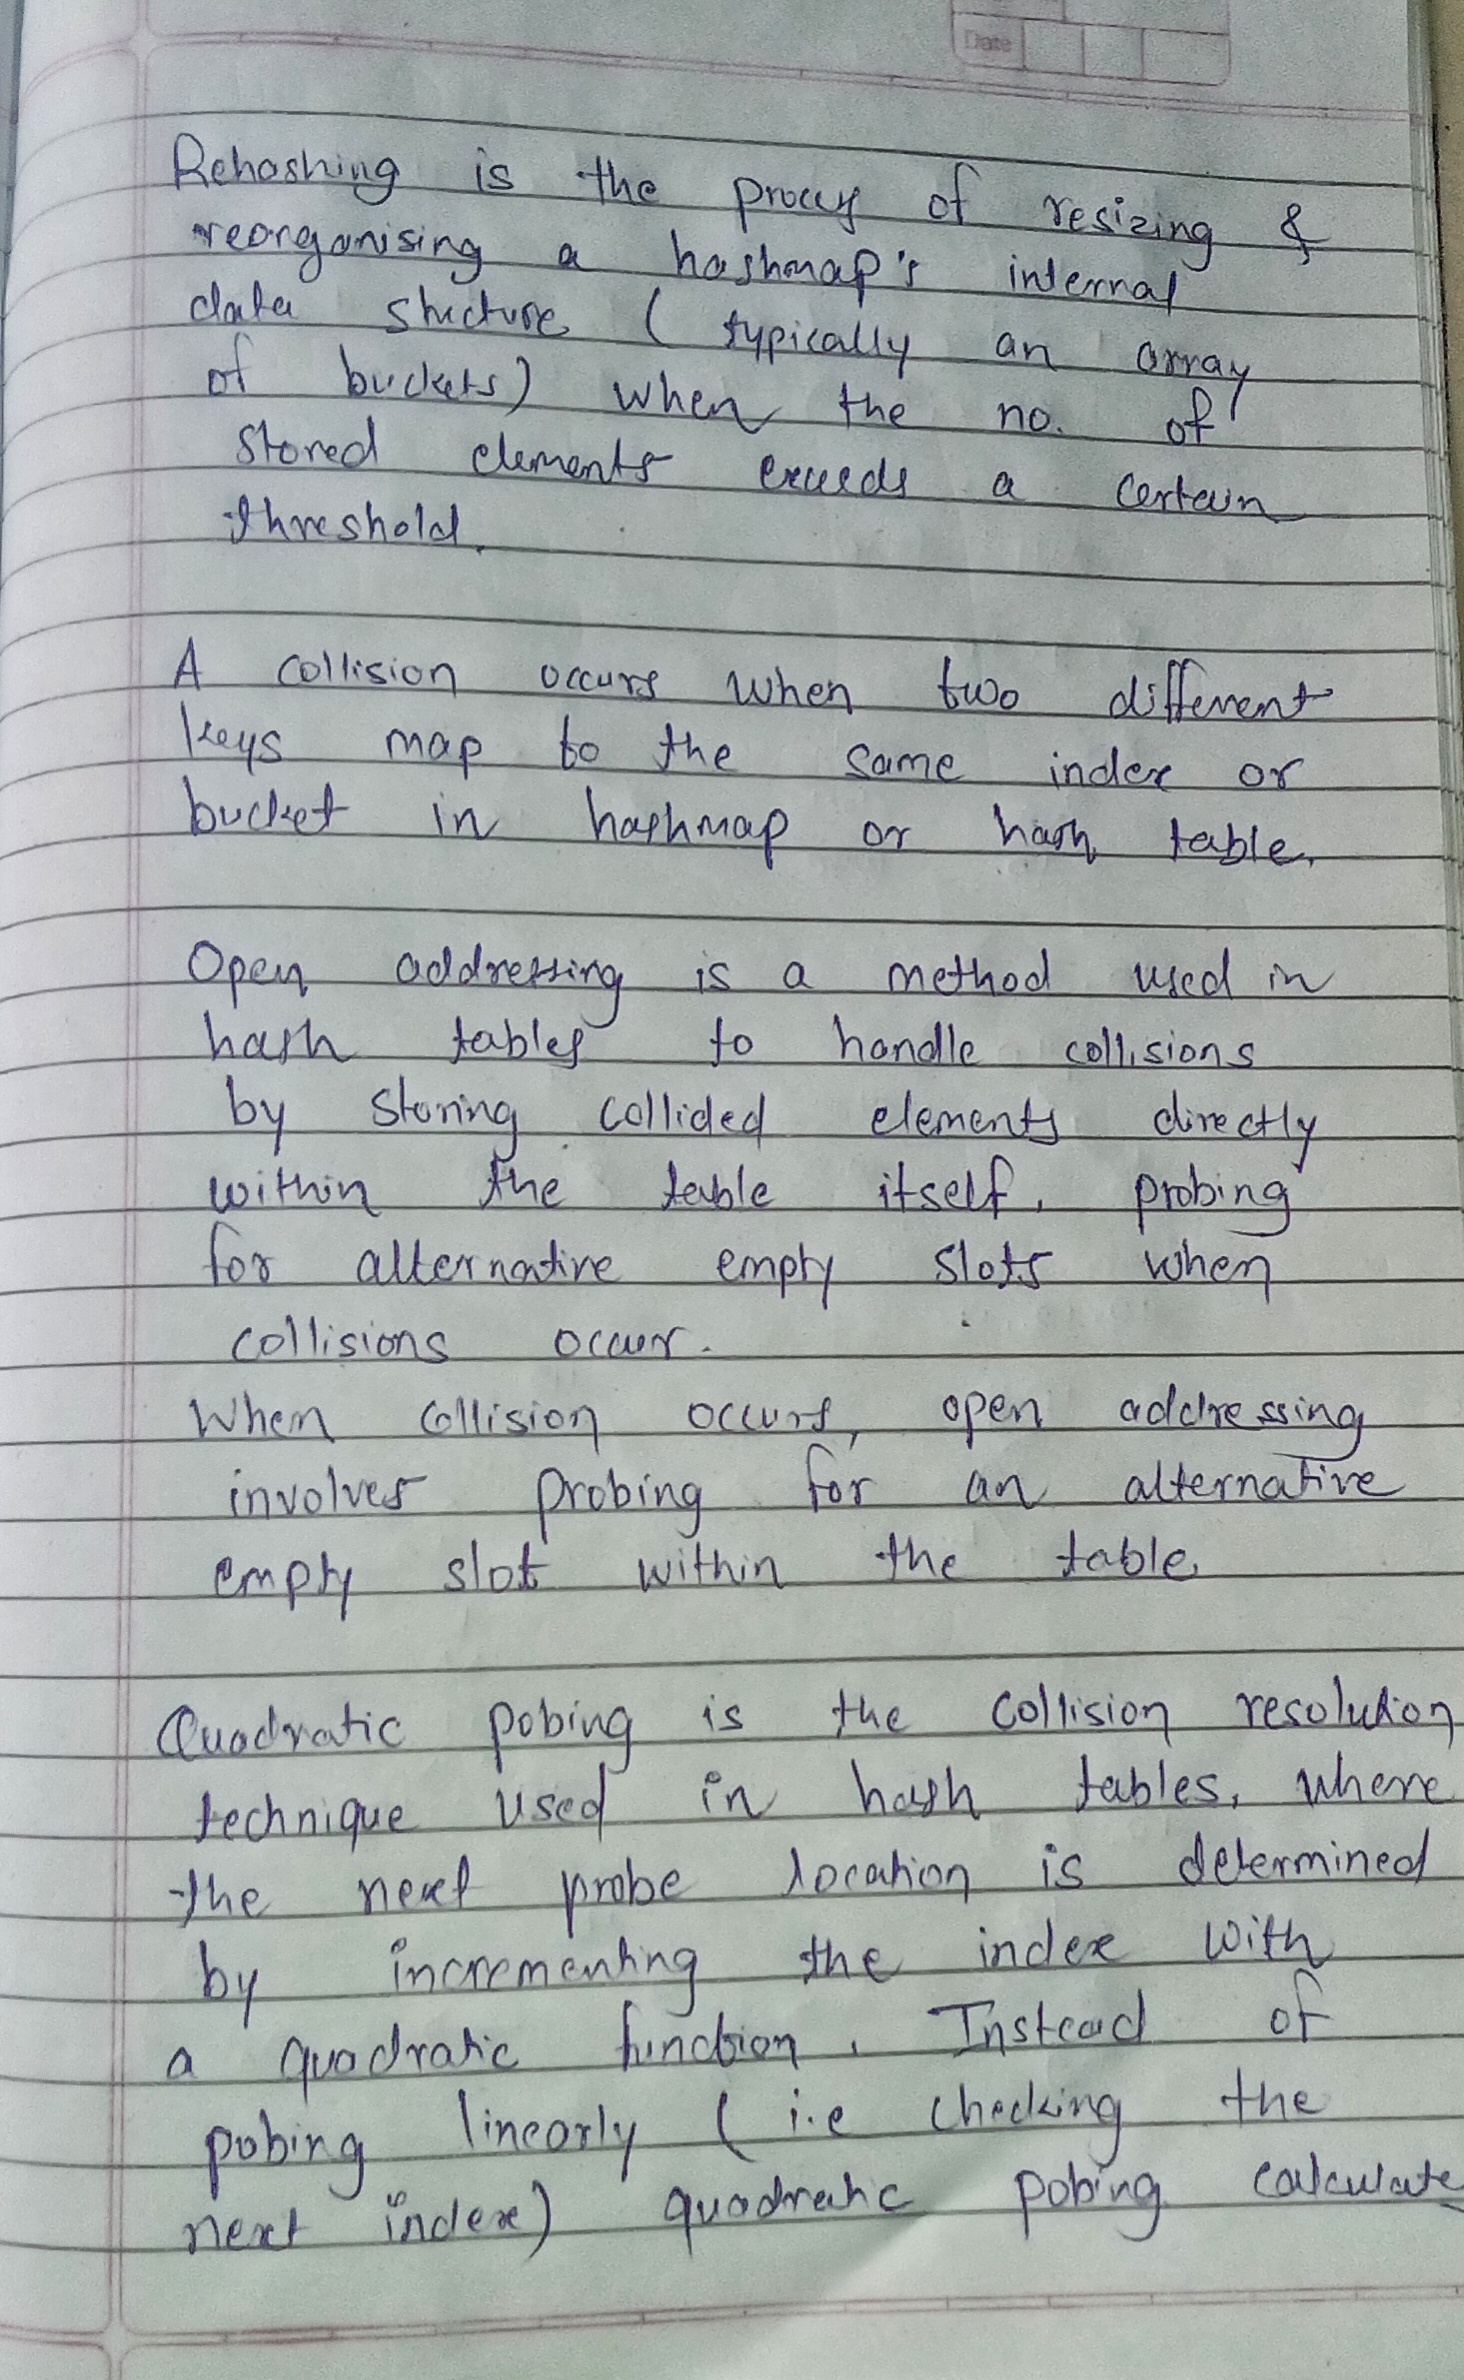 Date
Rehashing is the process of resizing &
reorganising a hashmap's internal
data structure ( typically an array
of buckets) when the no. of
stored elements exceeds a certain
threshold.
A collision occurs when two different
keys map to the same index or
bucket in hashmap or hash table.
Open addressing is a method used in
hash tables to handle collisions
by storing collided elements directly
within the table itself, probing
for alternative empty slots when
collisions occur.
When collision occurs, open addressing
involves probing for an alternative
empty slot within the table
Quadratic pobing is the collision resolution
technique used in hash tables, where
the next probe location is determined
by incrementing the index with
a quadratic function. Instead of
pobing linearly ( i.e checking the
next index) quadratic pobing calculate